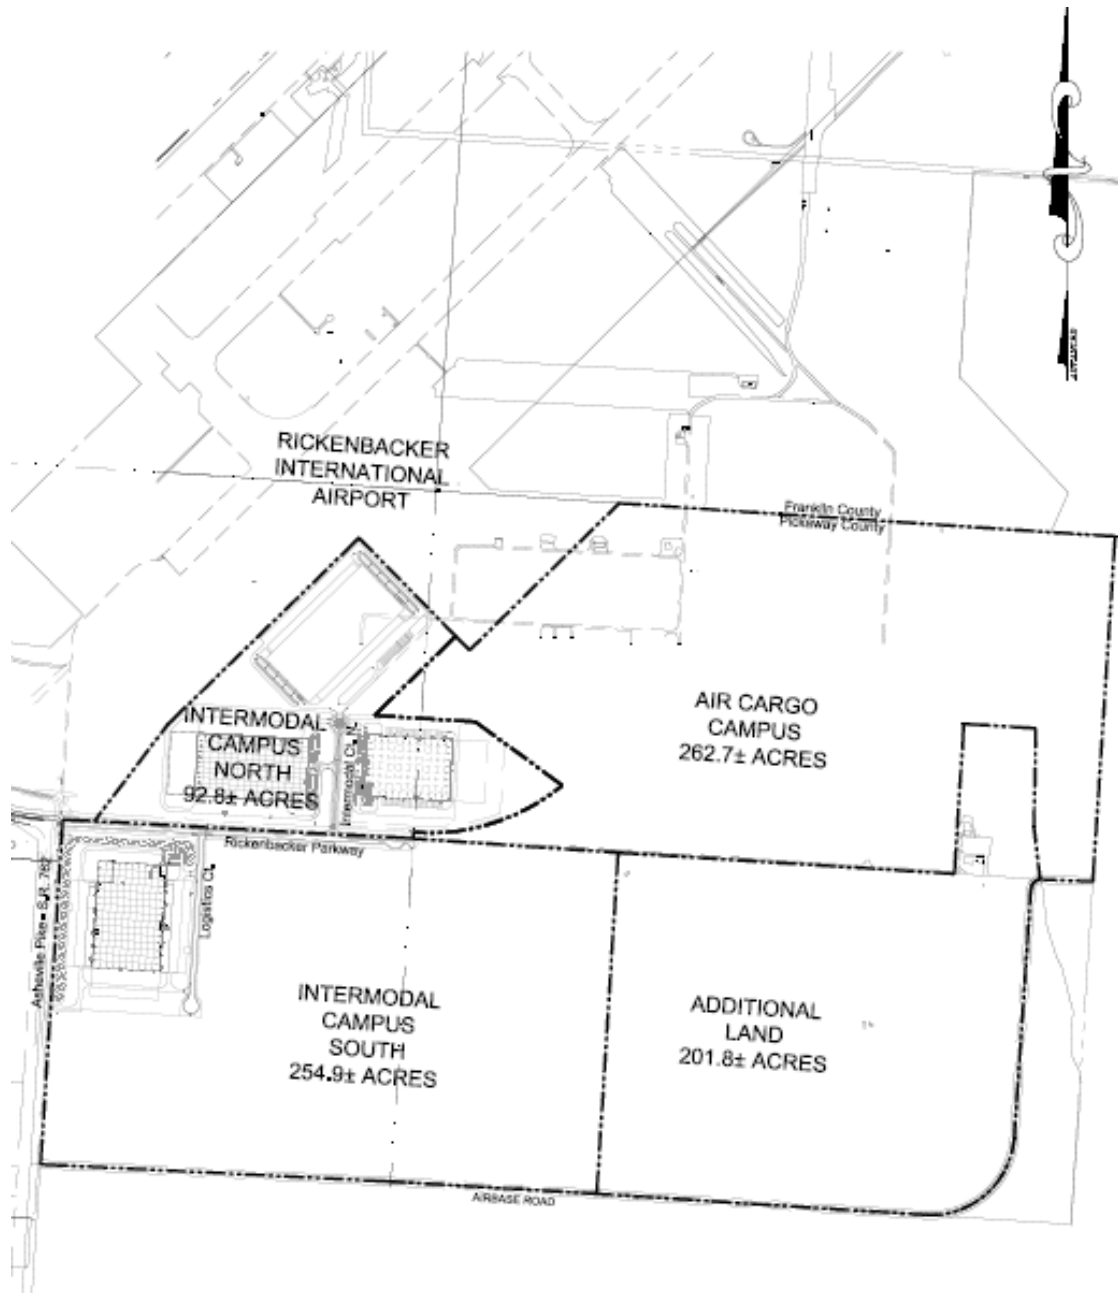 RICKENBACKER
INTERNATIONAL
AIRPORT
Franklin County
Pickaway County
AIR CARGO
CAMPUS
262.7± ACRES
INTERMODAL
CAMPUS
NORTH
92.8± ACRES
Intermodal Ct. N.
Rickenbacker Parkway
Logistics Ct.
Ashville Pike - S.R. 762
INTERMODAL
CAMPUS
SOUTH
254.9± ACRES
ADDITIONAL
LAND
201.8± ACRES
AIRBASE ROAD